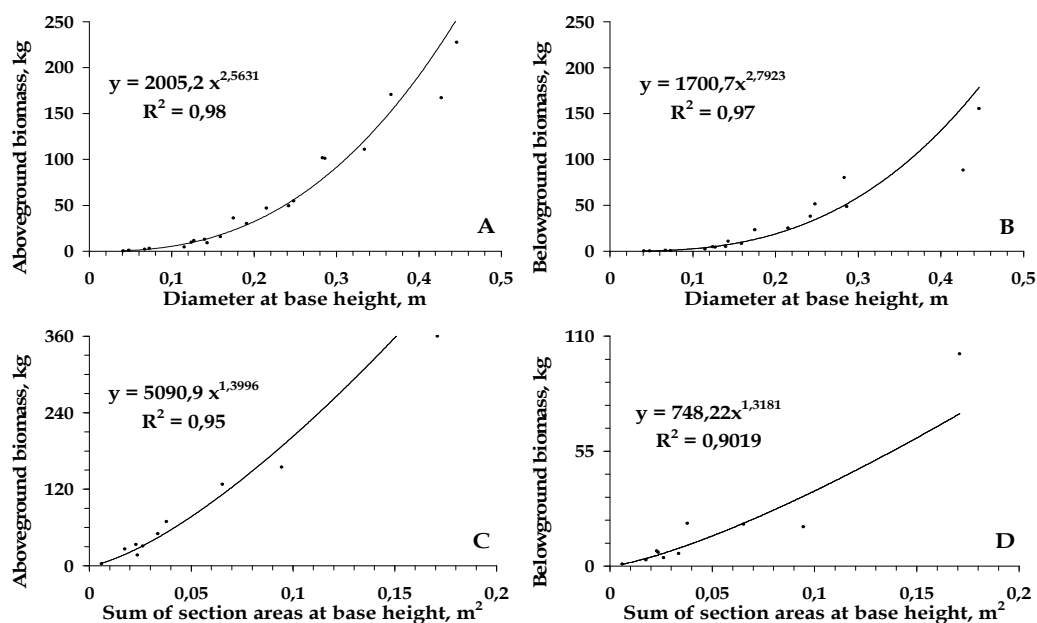 250
200
150
100
50
0
Aboveground biomass, kg
y = 2005,2 x^2,5631
R² = 0,98
A
0 0,1 0,2 0,3 0,4 0,5
Diameter at base height, m
250
200
150
100
50
0
Belowground biomass, kg
y = 1700,7x^2,7923
R² = 0,97
B
0 0,1 0,2 0,3 0,4 0,5
Diameter at base height, m
360
240
120
0
Aboveground biomass, kg
y = 5090,9 x^1,3996
R² = 0,95
C
0 0,05 0,1 0,15 0,2
Sum of section areas at base height, m²
110
55
0
Belowground biomass, kg
y = 748,22x^1,3181
R² = 0,9019
D
0 0,05 0,1 0,15 0,2
Sum of section areas at base height, m²